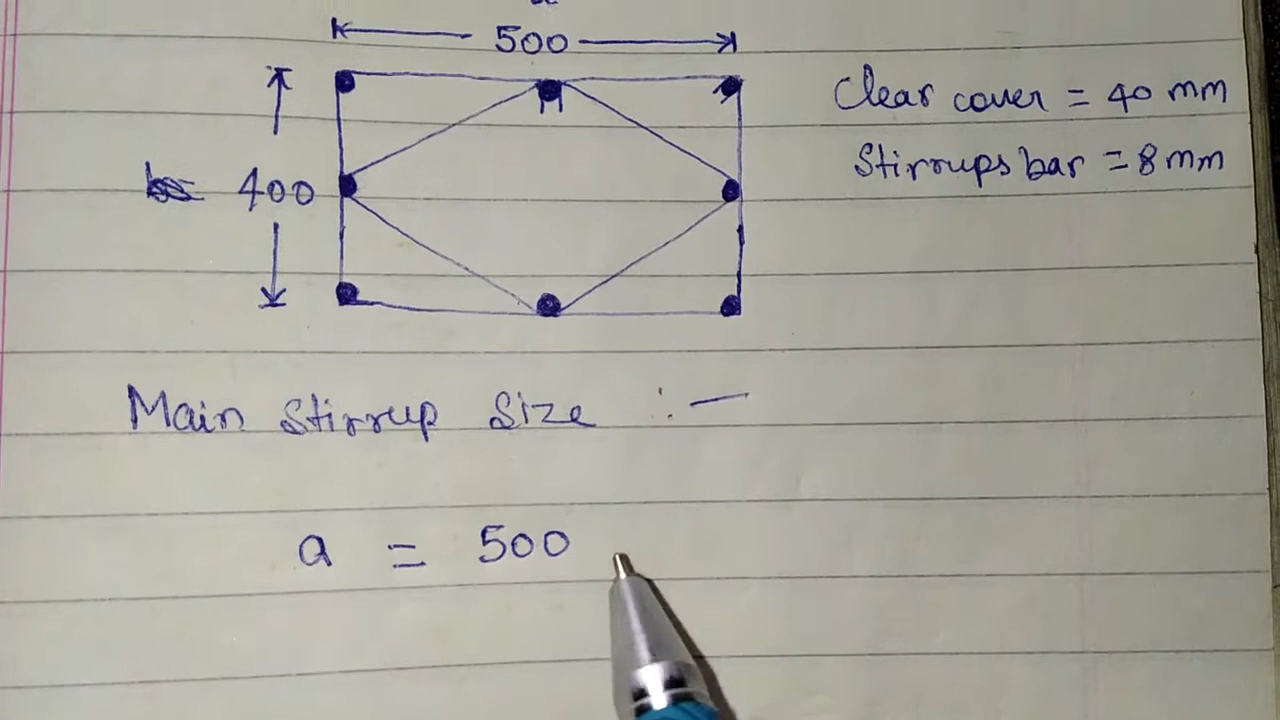 500
Clear cover = 40 mm
Stirrups bar = 8 mm
400
Main Stirrup Size :-
a = 500